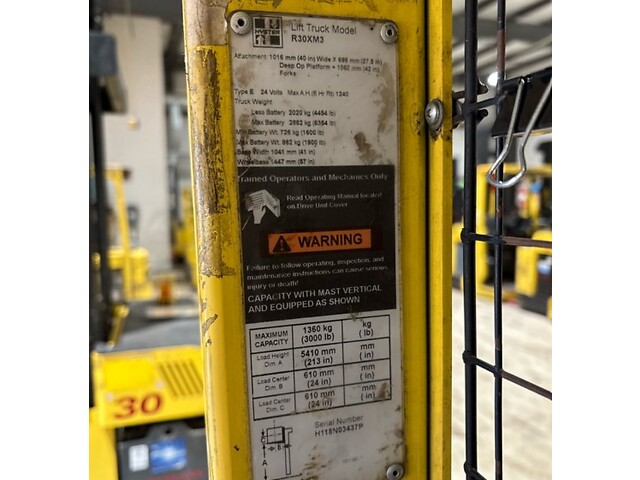 HYSTER
Lift Truck Model
R30XM3
Attachment: 1016 mm (40 in) Wide X 698 mm (27.5 in)
Deep Op Platform + 1062 mm (42 in)
Forks
Type E 24 Volts Max A.H.(6 Hr Rt) 1240
Truck Weight
Less Battery 2020 kg (4454 lb)
Max Battery 2882 kg (6354 lb)
Min Battery Wt. 726 kg (1600 lb)
Max Battery Wt. 862 kg (1900 lb)
Base Width 1041 mm (41 in)
Wheelbase 1447 mm (57 in)
Trained Operators and Mechanics Only
Read Operating Manual located
on Drive Unit Cover
WARNING
Failure to follow operating, inspection, and
maintenance instructions can cause serious
injury or death!
CAPACITY WITH MAST VERTICAL
AND EQUIPPED AS SHOWN
MAXIMUM CAPACITY 1360 kg (3000 lb) kg ( lb)
Load Height Dim. A 5410 mm (213 in) mm ( in)
Load Center Dim. B 610 mm (24 in) mm ( in)
Load Center Dim. C 610 mm (24 in) mm ( in)
Serial Number
H118N03437P
C
B
A
30